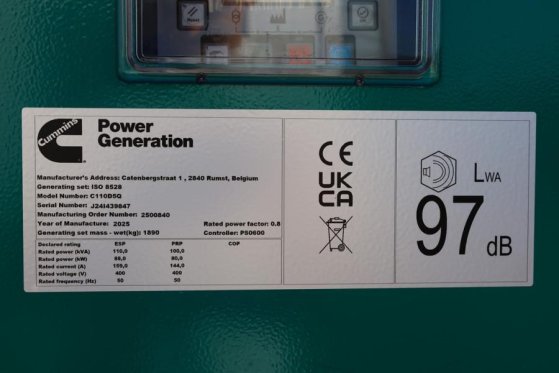 Reset
Cummins
Power
Generation
Manufacturer's Address: Catenbergstraat 1 , 2840 Rumst, Belgium
Generating set: ISO 8528
Model Number: C110D5Q
Serial Number: J24I439847
Manufacturing Order Number: 2500840
Year of Manufacture: 2025 Rated power factor: 0.8
Generating set mass - wet(kg): 1890 Controller: PS0600
Declared rating ESP PRP COP
Rated power (kVA) 110,0 100,0
Rated power (kW) 88,0 80,0
Rated current (A) 159,0 144,0
Rated voltage (V) 400 400
Rated frequency (Hz) 50 50
CE
UK
CA
LWA
97 dB